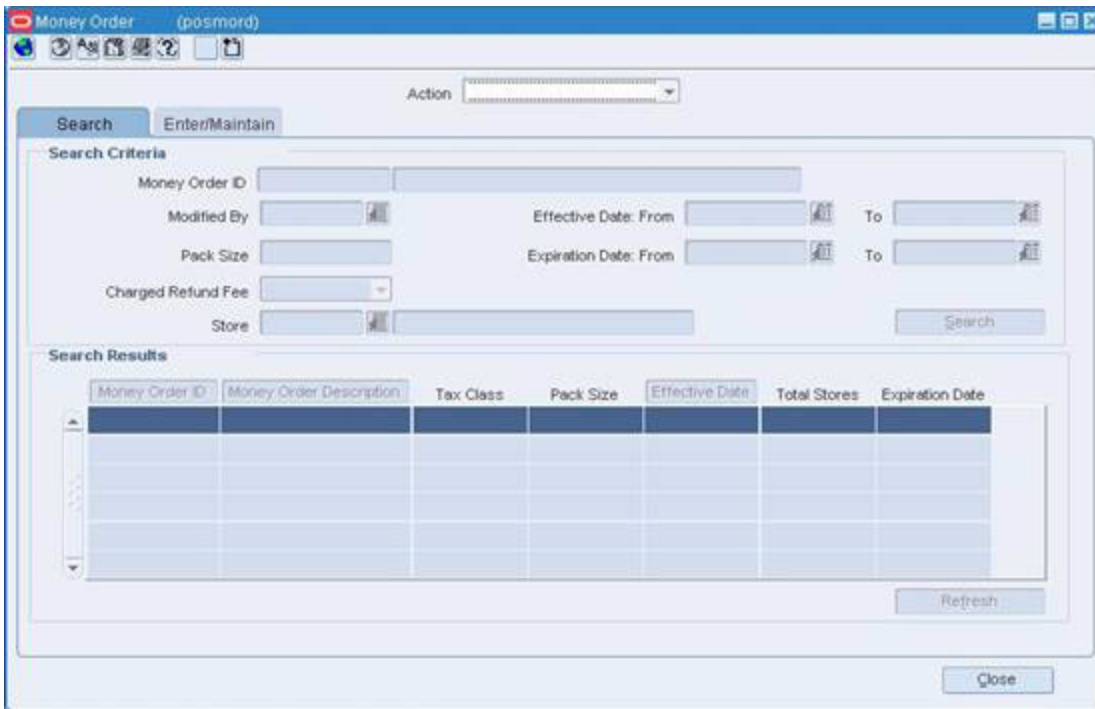 Money Order (posmord)
Action
Search Enter/Maintain
Search Criteria
Money Order ID
Modified By Effective Date: From To
Pack Size Expiration Date: From To
Charged Refund Fee
Store Search
Search Results
Money Order ID Money Order Description Tax Class Pack Size Effective Date Total Stores Expiration Date
Refresh
Close